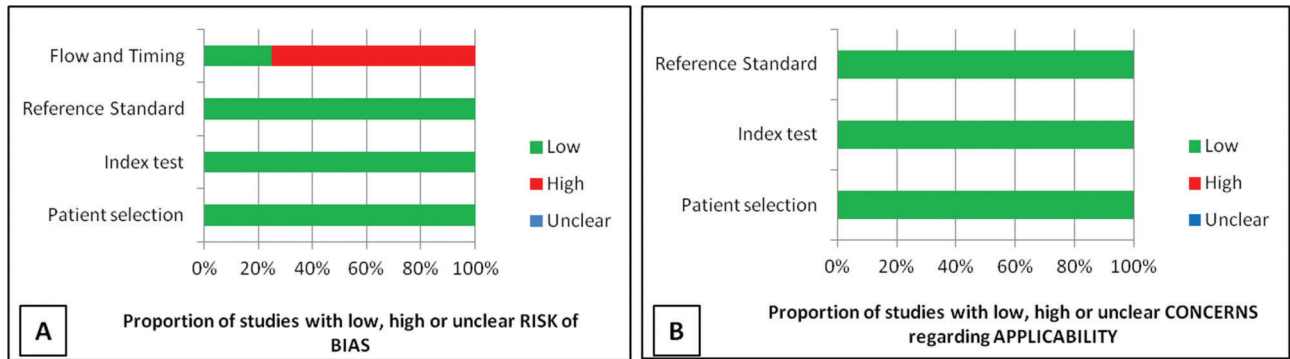 Flow and Timing
Reference Standard
Index test
Patient selection
0% 20% 40% 60% 80% 100%
Low
High
Unclear
A
Proportion of studies with low, high or unclear RISK of
BIAS
Reference Standard
Index test
Patient selection
0% 20% 40% 60% 80% 100%
Low
High
Unclear
B
Proportion of studies with low, high or unclear CONCERNS
regarding APPLICABILITY